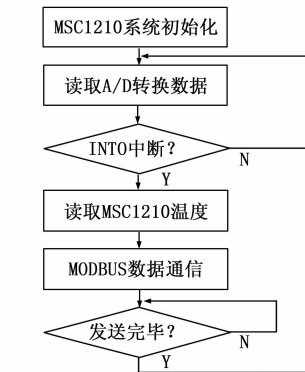 MSC1210系统初始化
读取A/D转换数据
INTO中断？
N
Y
读取MSC1210温度
MODBUS数据通信
发送完毕？
N
Y